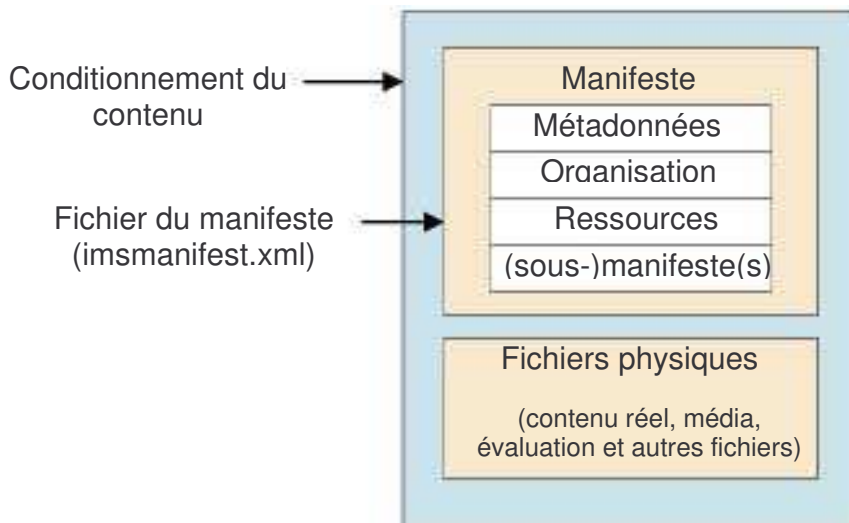 Conditionnement du
contenu
Fichier du manifeste
(imsmanifest.xml)
Manifeste
Métadonnées
Organisation
Ressources
(sous-)manifeste(s)
Fichiers physiques
(contenu réel, média,
évaluation et autres fichiers)